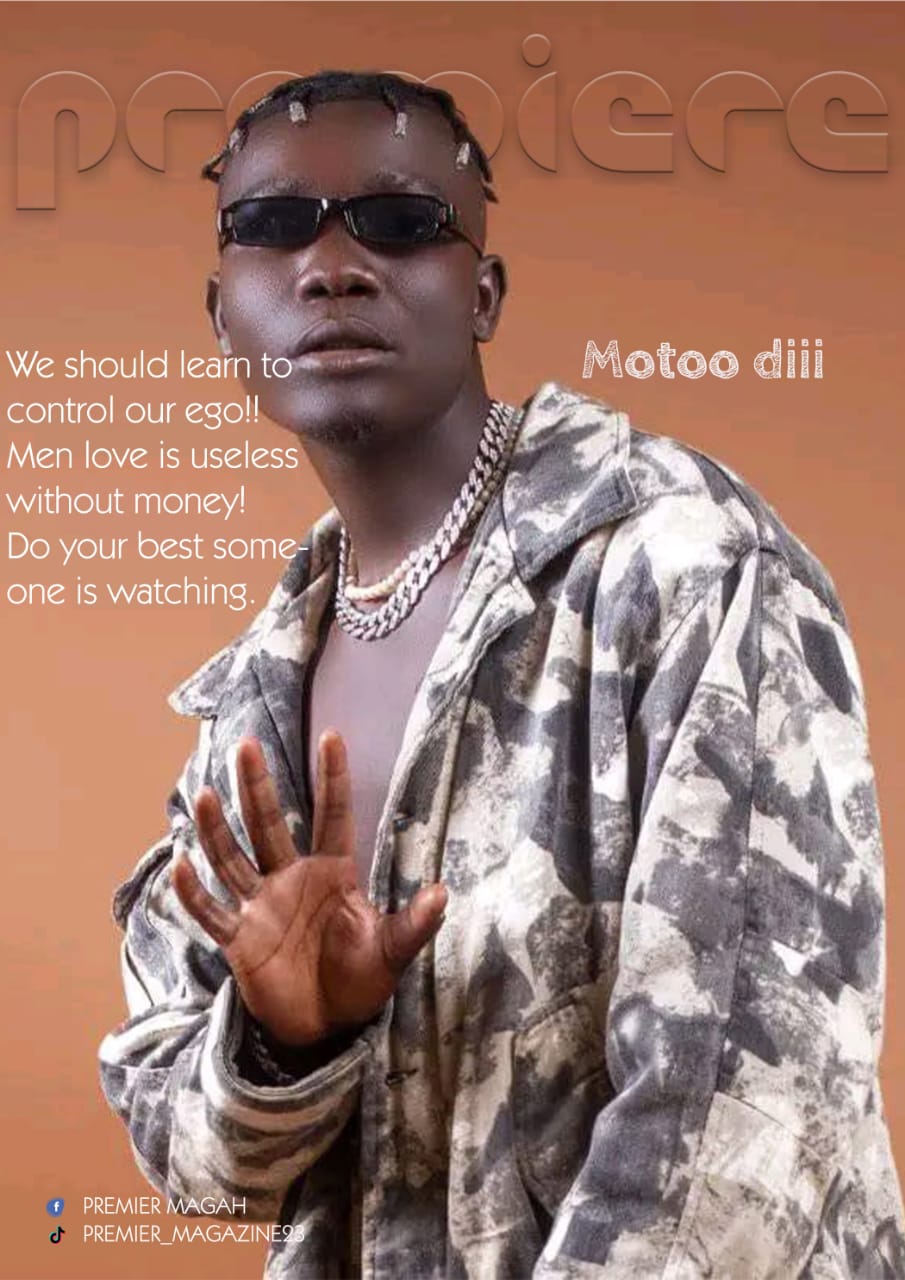 premiere
Motoo diii
We should learn to
control our ego!!
Men love is useless
without money!
Do your best some-
one is watching.
PREMIER MAGAH
PREMIER_MAGAZINE23